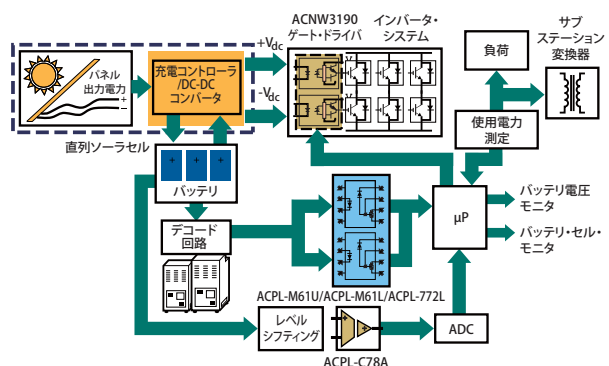 ACNW3190
ゲート・ドライバ
インバータ・
システム
サブ
ステーション
変換器
負荷
+Vdc
-Vdc
パネル
出力電力
+
−
充電コントローラ
/DC-DC
コンバータ
使用電力
測定
直列ソーラセル
+
+
+
バッテリ
デコード
回路
µP
バッテリ電圧
モニタ
バッテリ・セル・
モニタ
ACPL-M61U/ACPL-M61L/ACPL-772L
レベル
シフティング
+
−
+
ADC
ACPL-C78A